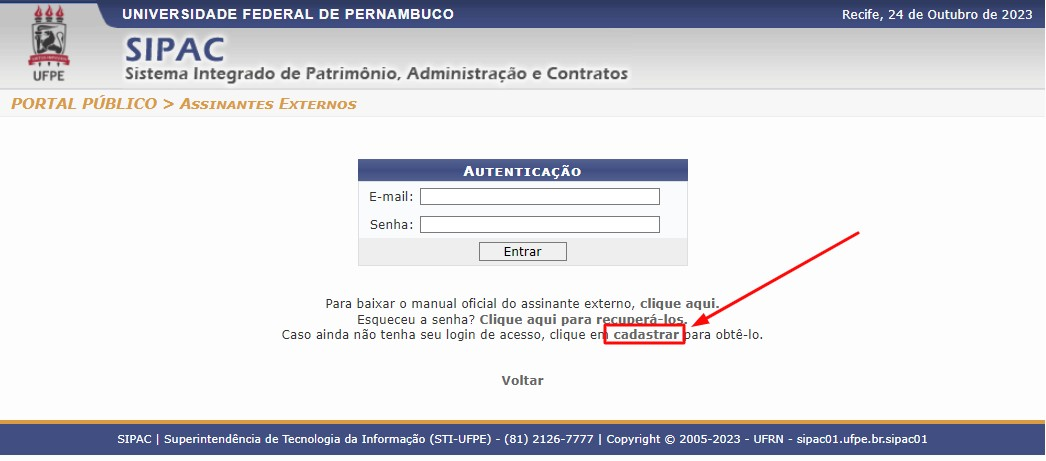 UNIVERSIDADE FEDERAL DE PERNAMBUCO
Recife, 24 de Outubro de 2023
UFPE
SIPAC
Sistema Integrado de Patrimônio, Administração e Contratos
PORTAL PÚBLICO > ASSINANTES EXTERNOS
AUTENTICAÇÃO
E-mail:
Senha:
Entrar
Para baixar o manual oficial do assinante externo, clique aqui.
Esqueceu a senha? Clique aqui para recuperá-los.
Caso ainda não tenha seu login de acesso, clique em cadastrar para obtê-lo.
Voltar
SIPAC | Superintendência de Tecnologia da Informação (STI-UFPE) - (81) 2126-7777 | Copyright © 2005-2023 - UFRN - sipac01.ufpe.br.sipac01